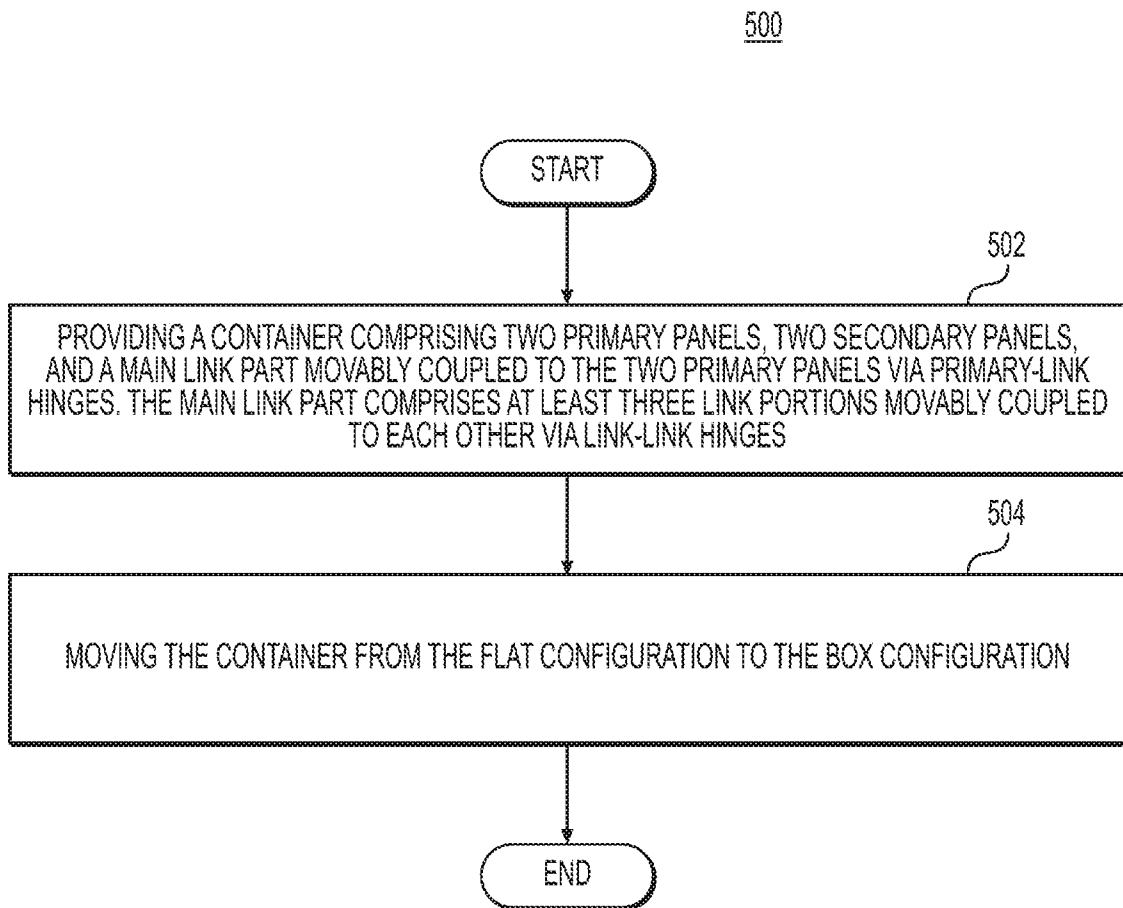 500
START
502
PROVIDING A CONTAINER COMPRISING TWO PRIMARY PANELS, TWO SECONDARY PANELS,
AND A MAIN LINK PART MOVABLY COUPLED TO THE TWO PRIMARY PANELS VIA PRIMARY-LINK
HINGES. THE MAIN LINK PART COMPRISES AT LEAST THREE LINK PORTIONS MOVABLY COUPLED
TO EACH OTHER VIA LINK-LINK HINGES
504
MOVING THE CONTAINER FROM THE FLAT CONFIGURATION TO THE BOX CONFIGURATION
END